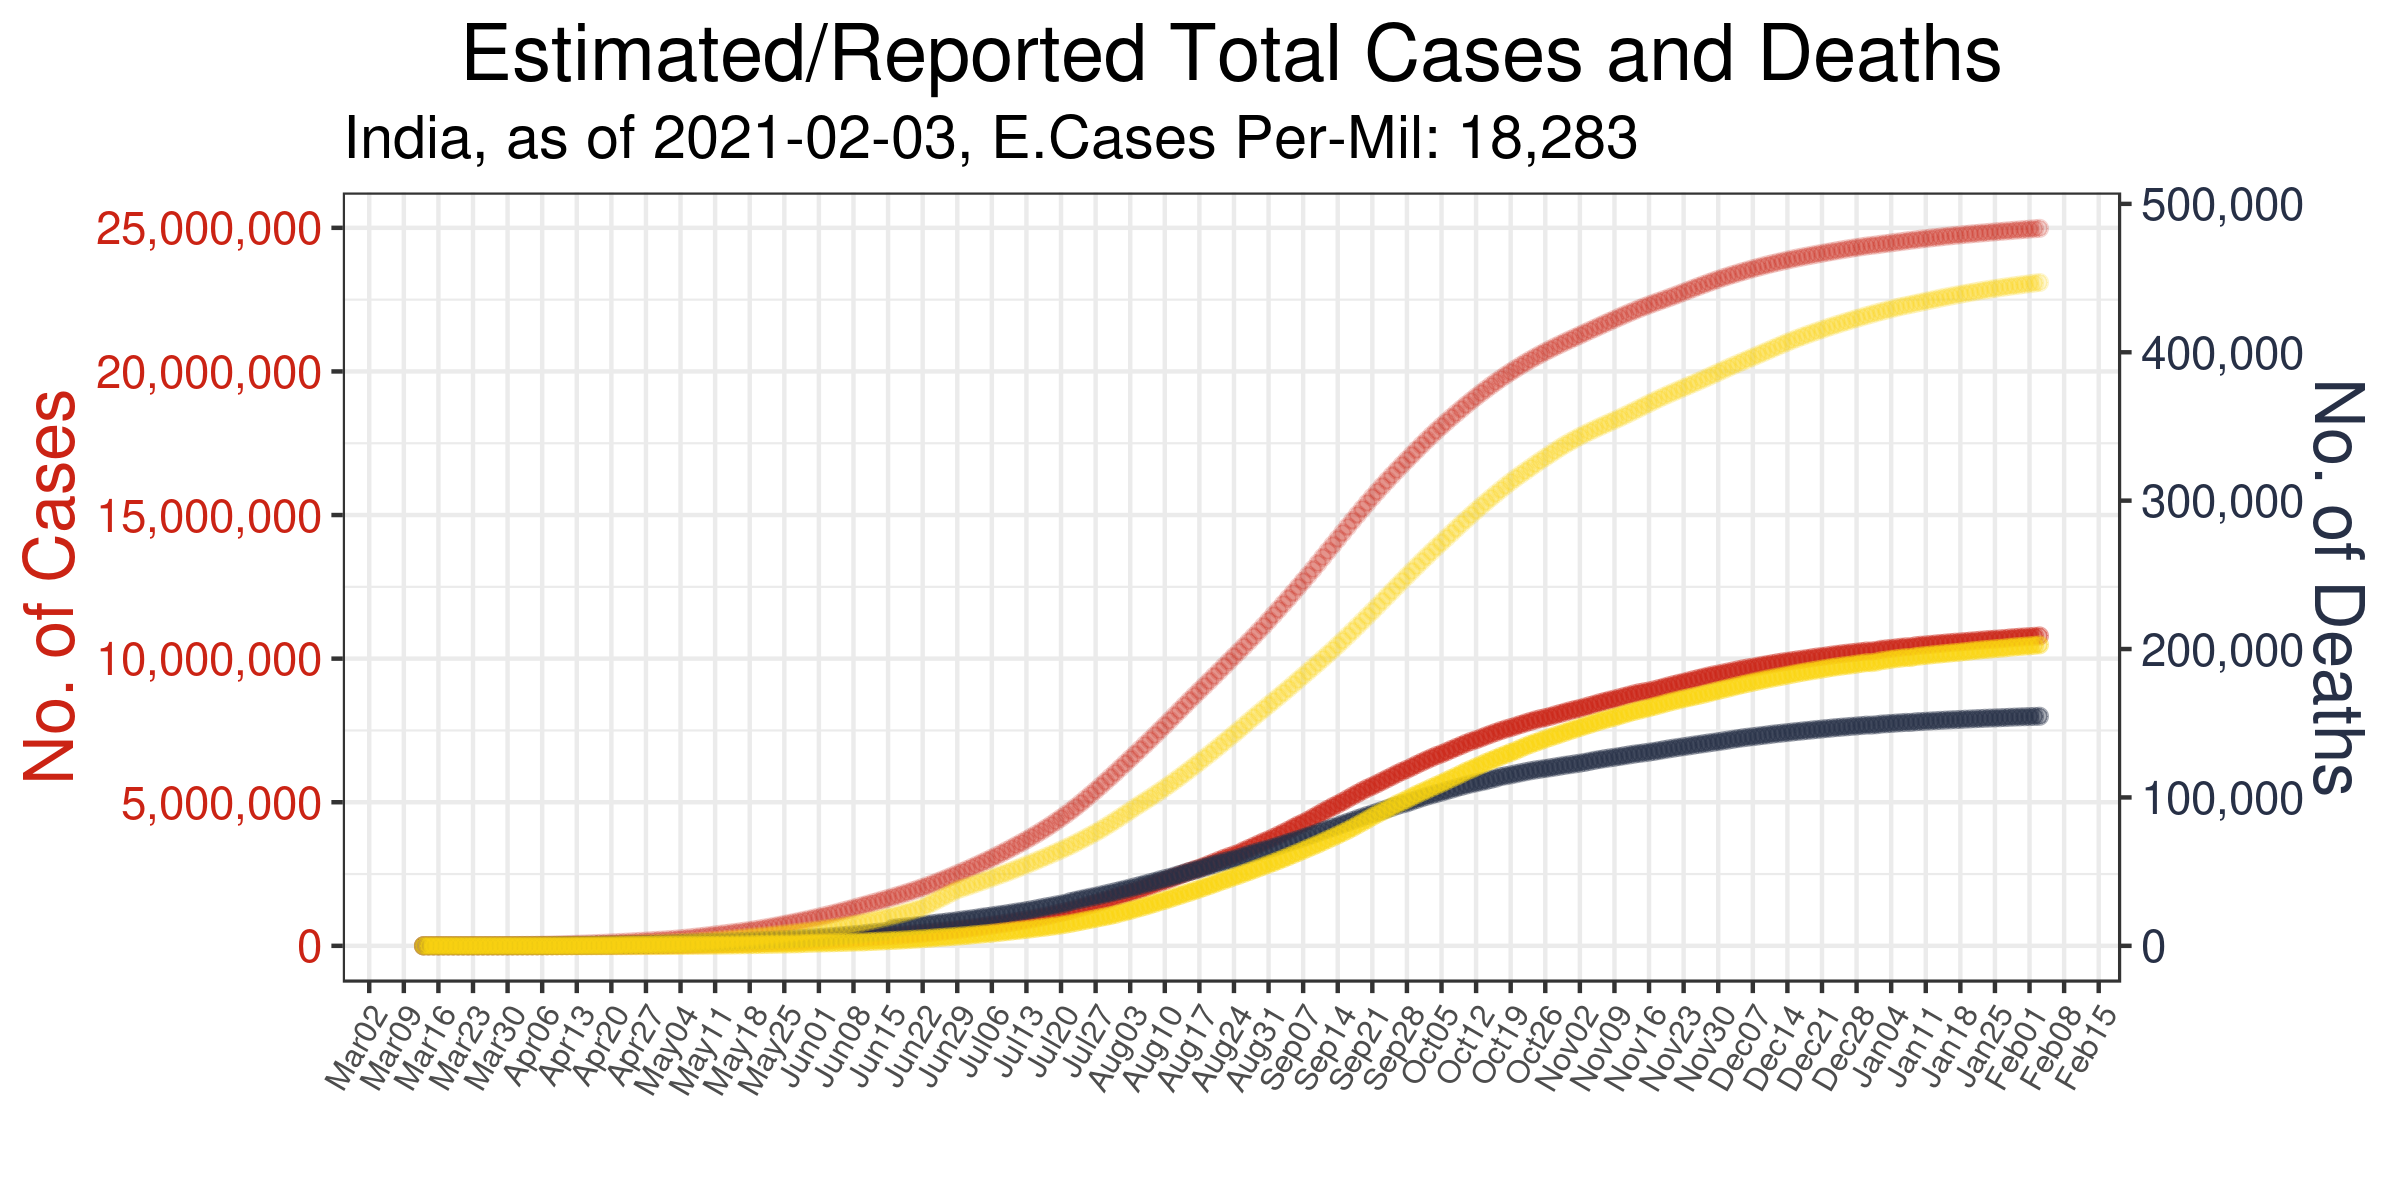 Estimated/Reported Total Cases and Deaths
India, as of 2021-02-03, E.Cases Per-Mil: 18,283
No. of Cases
25,000,000
20,000,000
15,000,000
10,000,000
5,000,000
0
500,000
400,000
300,000
200,000
100,000
0
No. of Deaths
Mar02
Mar09
Mar16
Mar23
Mar30
Apr06
Apr13
Apr20
Apr27
May04
May11
May18
May25
Jun01
Jun08
Jun15
Jun22
Jun29
Jul06
Jul13
Jul20
Jul27
Aug03
Aug10
Aug17
Aug24
Aug31
Sep07
Sep14
Sep21
Sep28
Oct05
Oct12
Oct19
Oct26
Nov02
Nov09
Nov16
Nov23
Nov30
Dec07
Dec14
Dec21
Dec28
Jan04
Jan11
Jan18
Jan25
Feb01
Feb08
Feb15